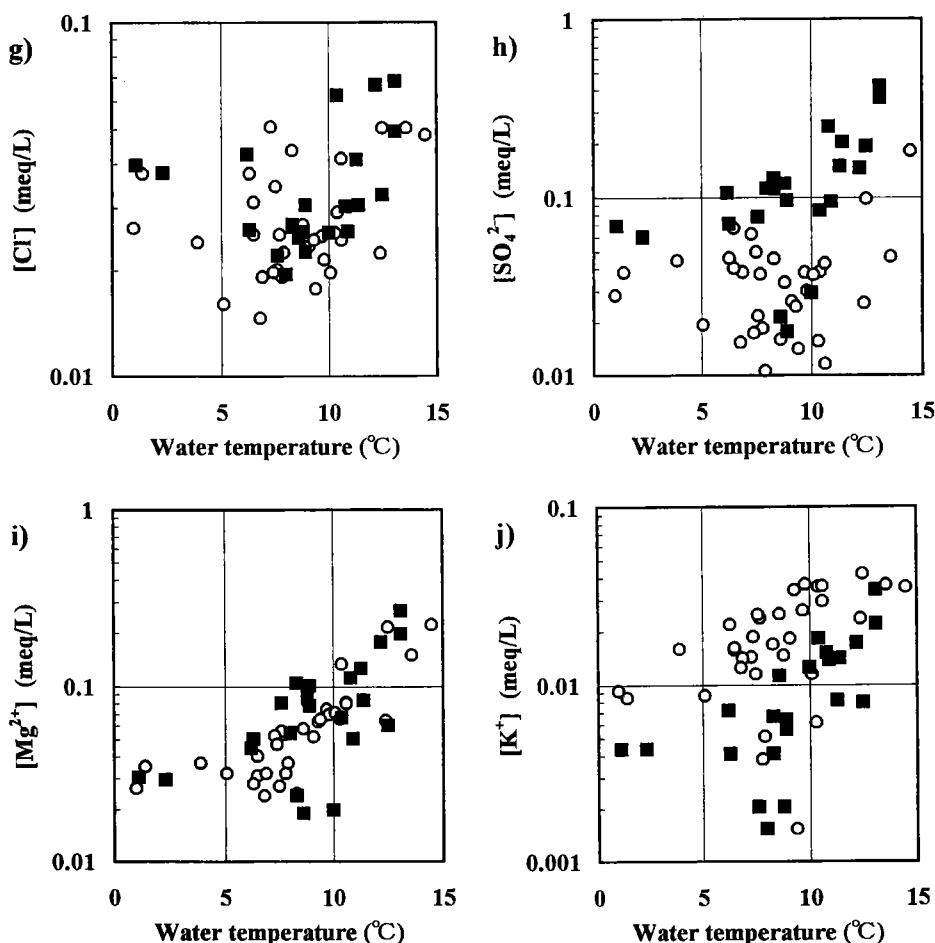 g)
0.1
[Cl⁻] (meq/L)
0.01
0 5 10 15
Water temperature (℃)
h)
1
[SO₄²⁻] (meq/L)
0.1
0.01
0 5 10 15
Water temperature (℃)
i)
1
[Mg²⁺] (meq/L)
0.1
0.01
0 5 10 15
Water temperature (℃)
j)
0.1
[K⁺] (meq/L)
0.01
0.001
0 5 10 15
Water temperature (℃)